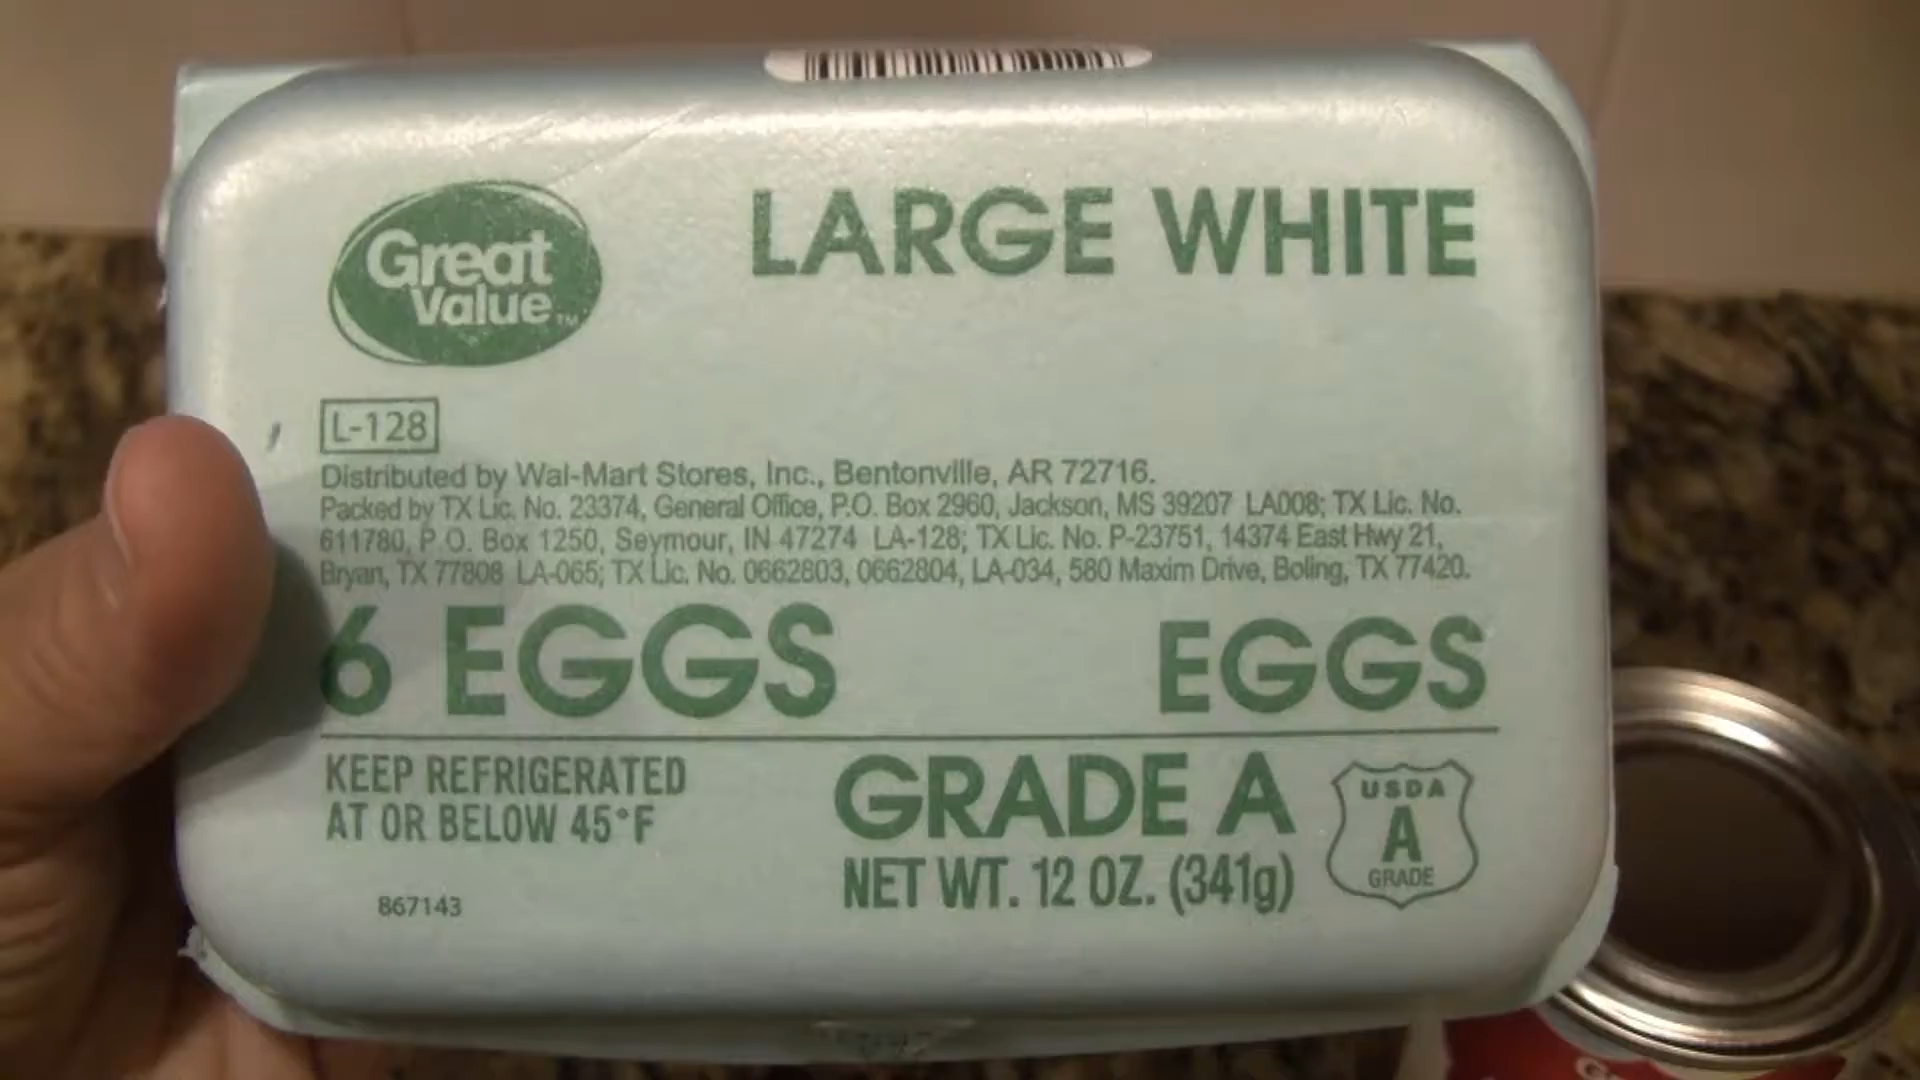 Great
Value™
LARGE WHITE
L-128
Distributed by Wal-Mart Stores, Inc., Bentonville, AR 72716.
Packed by TX Lic. No. 23374, General Office, P.O. Box 2960, Jackson, MS 39207 LA008; TX Lic. No.
611780, P.O. Box 1250, Seymour, IN 47274 LA-128; TX Lic. No. P-23751, 14374 East Hwy 21,
Bryan, TX 77808 LA-065; TX Lic. No. 0662803, 0662804, LA-034, 580 Maxim Drive, Boling, TX 77420.
6 EGGS
EGGS
KEEP REFRIGERATED
AT OR BELOW 45°F
GRADE A
NET WT. 12 OZ. (341g)
USDA
A
GRADE
867143